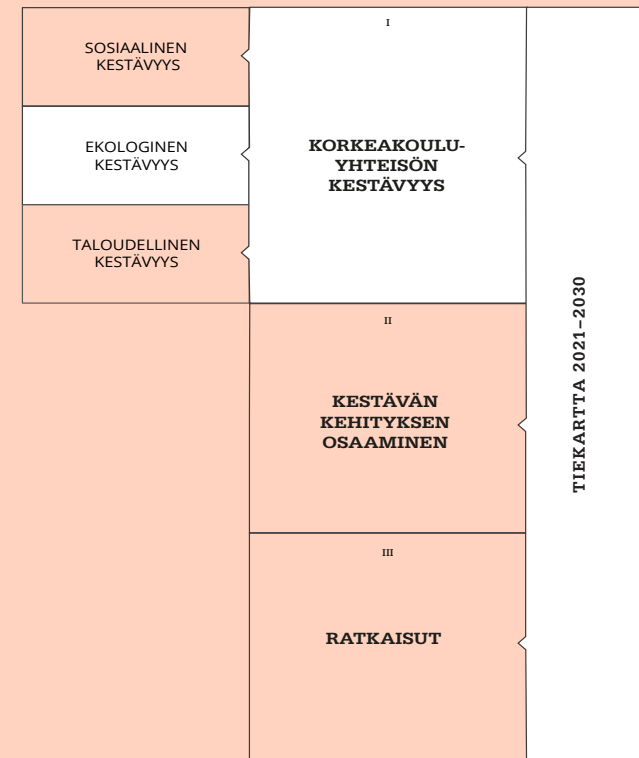 SOSIAALINEN
KESTÄVYYS
EKOLOGINEN
KESTÄVYYS
TALOUDELLINEN
KESTÄVYYS
I
KORKEAKOULU-
YHTEISÖN
KESTÄVYYS
II
KESTÄVÄN
KEHITYKSEN
OSAAMINEN
III
RATKAISUT
TIEKARTTA 2021–2030